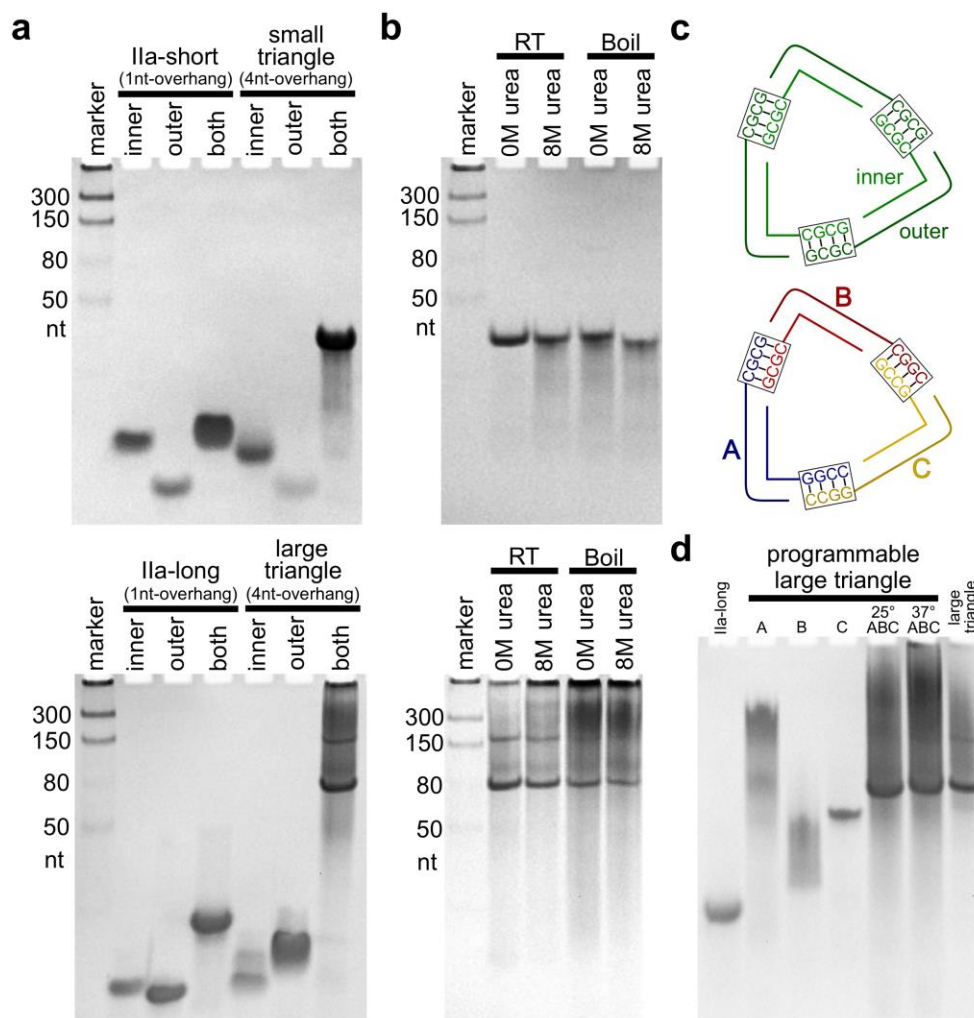 a
IIa-short
(1nt-overhang)
small
triangle
(4nt-overhang)
marker
inner
outer
both
inner
outer
both
300
150
80
50
nt
b
RT
Boil
marker
0M urea
8M urea
0M urea
8M urea
300
150
80
50
nt
c
CGCG
GCGC
CGCG
GCGC
inner
CGCG
GCGC
outer
B
CGCG
GCGC
CGGC
GCCG
A
C
GGCC
CCGG
IIa-long
(1nt-overhang)
large
triangle
(4nt-overhang)
marker
inner
outer
both
inner
outer
both
300
150
80
50
nt
RT
Boil
marker
0M urea
8M urea
0M urea
8M urea
300
150
80
50
nt
d
programmable
large triangle
IIa-long
A
B
C
25°
ABC
37°
ABC
large
triangle